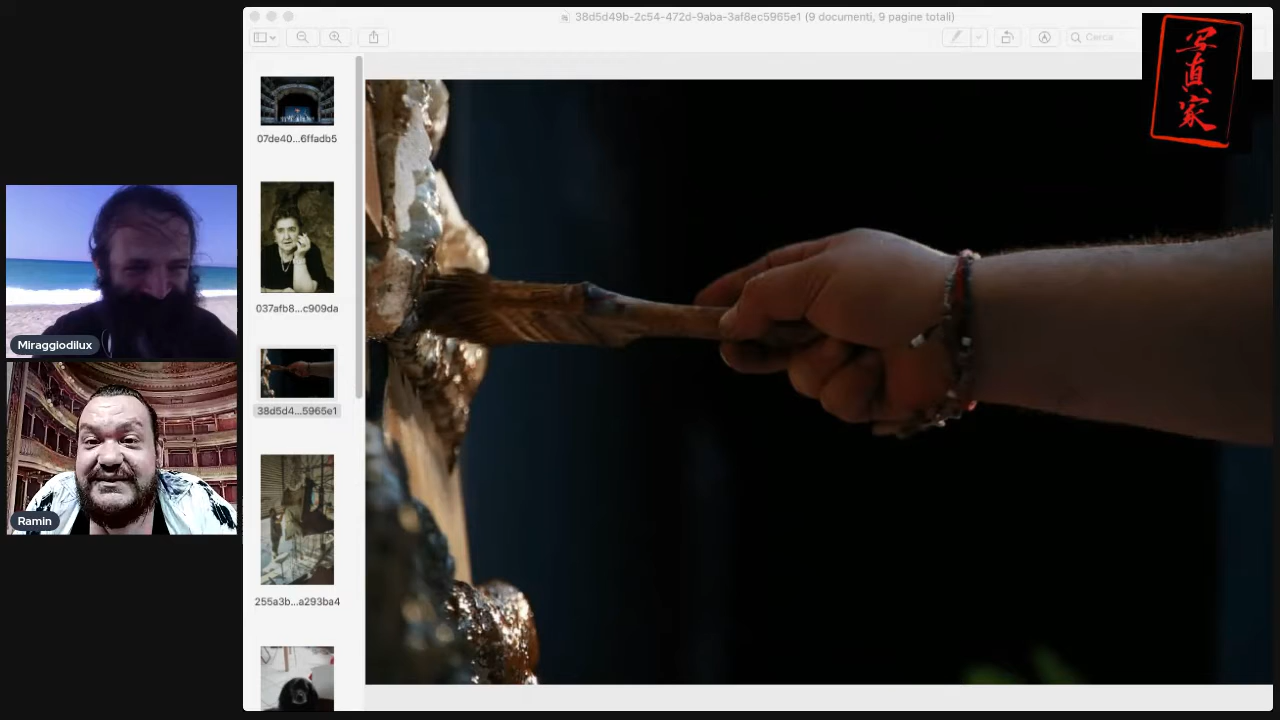 38d5d49b-2c54-472d-9aba-3af8ec5965e1 (9 documenti, 9 pagine totali)
Cerca
写真家
07de40...6ffadb5
037afb8...c909da
38d5d4...5965e1
255a3b...a293ba4
Miraggiodilux
Ramin